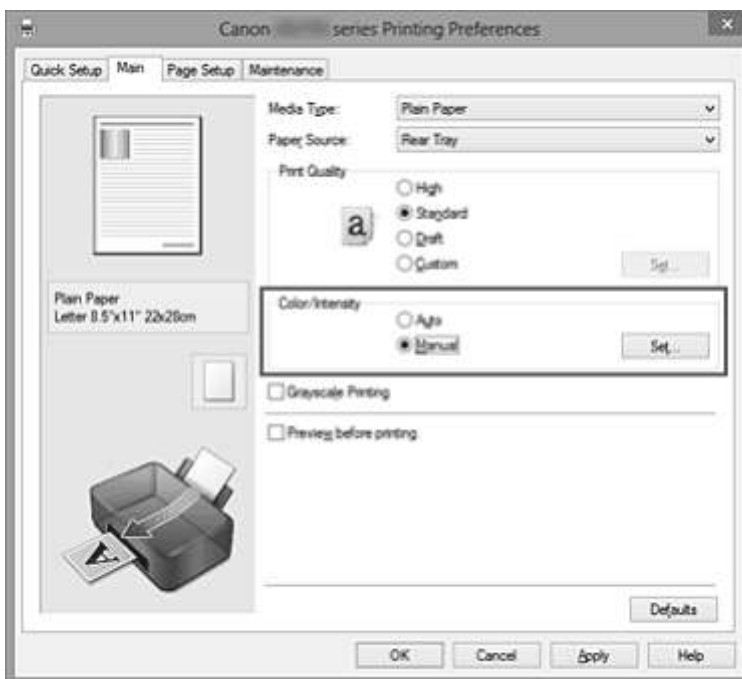 Canon series Printing Preferences
Quick Setup Main Page Setup Maintenance
Media Type: Plain Paper
Paper Source: Rear Tray
Print Quality
High
Standard
Draft
Custom
Set...
a
Plain Paper
Letter 8.5"x11" 22x28cm
Color/Intensity
Auto
Manual
Set...
Grayscale Printing
Preview before printing
A
Defaults
OK Cancel Apply Help